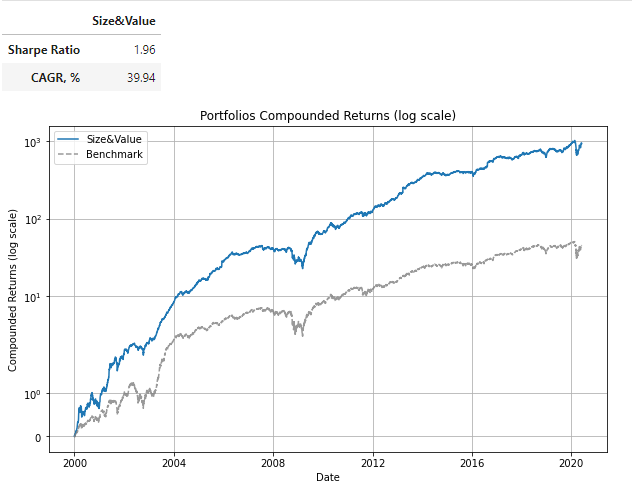 Size&Value
Sharpe Ratio 1.96
CAGR, % 39.94
Portfolios Compounded Returns (log scale)
Size&Value
Benchmark
Compounded Returns (log scale)
10³
10²
10¹
10⁰
0
2000 2004 2008 2012 2016 2020
Date